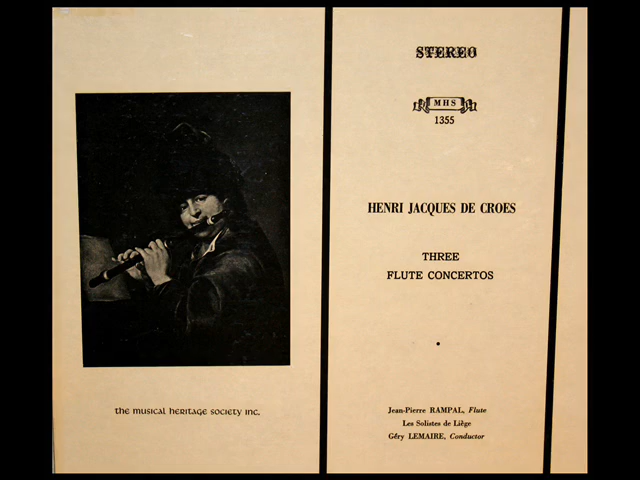 STEREO
MHS
1355
HENRI JACQUES DE CROES
THREE
FLUTE CONCERTOS
Jean-Pierre RAMPAL, Flute
Les Solistes de Liège
Géry LEMAIRE, Conductor
the musical heritage society inc.